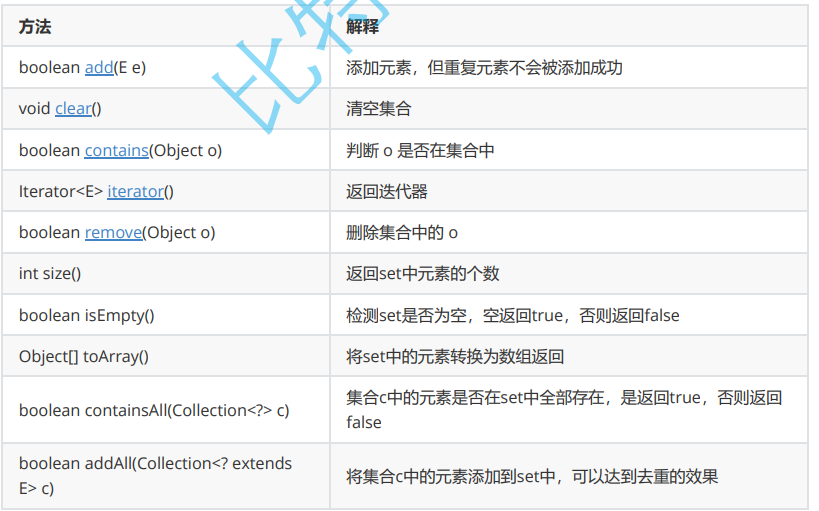 方法 解释
boolean add(E e) 添加元素，但重复元素不会被添加成功
void clear() 清空集合
boolean contains(Object o) 判断 o 是否在集合中
Iterator<E> iterator() 返回迭代器
boolean remove(Object o) 删除集合中的 o
int size() 返回set中元素的个数
boolean isEmpty() 检测set是否为空，空返回true，否则返回false
Object[] toArray() 将set中的元素转换为数组返回
boolean containsAll(Collection<?> c) 集合c中的元素是否在set中全部存在，是返回true，否则返回
false
boolean addAll(Collection<? extends
E> c) 将集合c中的元素添加到set中，可以达到去重的效果
比特